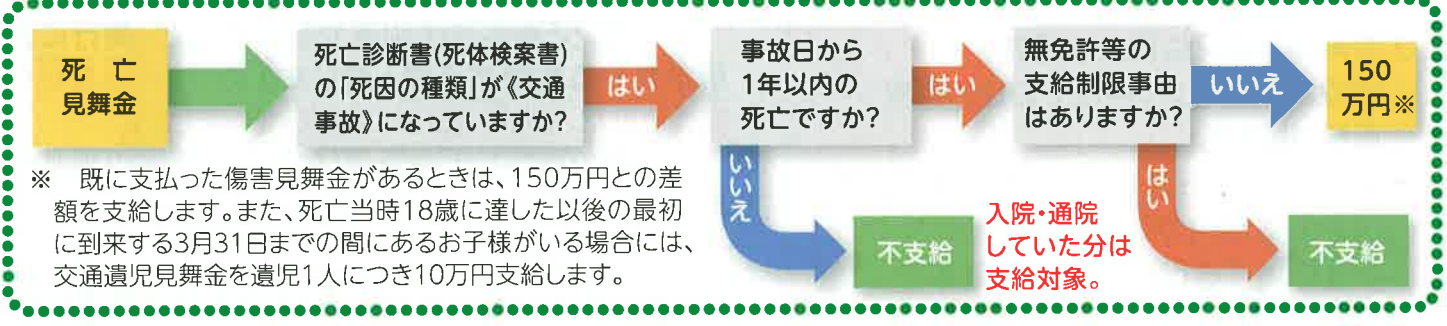 死 亡
見舞金
死亡診断書(死体検案書)
の「死因の種類」が《交通
事故》になっていますか?
はい
事故日から
1年以内の
死亡ですか?
はい
無免許等の
支給制限事由
はありますか?
いいえ
150
万円※
※ 既に支払った傷害見舞金があるときは、150万円との差
額を支給します。また、死亡当時18歳に達した以後の最初
に到来する3月31日までの間にあるお子様がいる場合には、
交通遺児見舞金を遺児1人につき10万円支給します。
いいえ
不支給
入院・通院
していた分は
支給対象。
はい
不支給